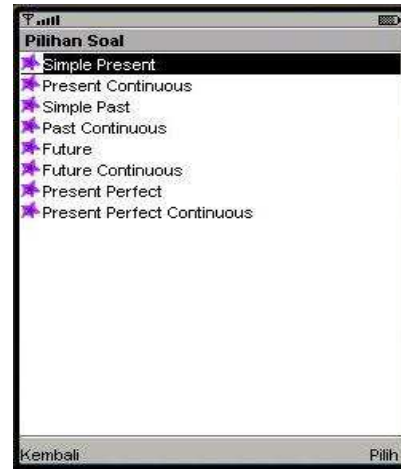 Pilihan Soal
Simple Present
Present Continuous
Simple Past
Past Continuous
Future
Future Continuous
Present Perfect
Present Perfect Continuous
Kembali Pilih